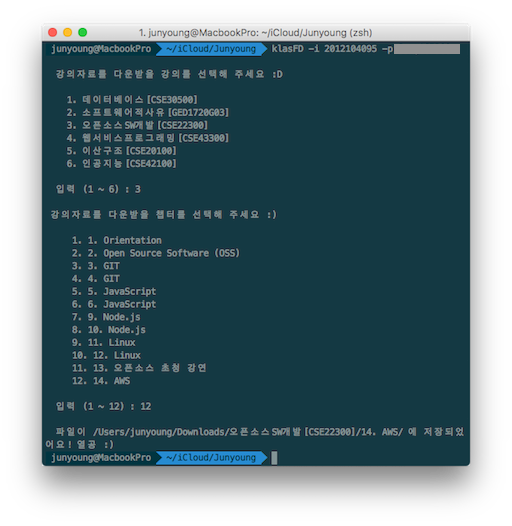 1. junyoung@MacbookPro: ~/iCloud/Junyoung (zsh)
junyoung@MacbookPro ~/iCloud/Junyoung klasFD -i 2012104095 -p
강의자료를 다운받을 강의를 선택해 주세요 :D
1. 데이터베이스[CSE30500]
2. 소프트웨어적사유[GED1720G03]
3. 오픈소스SW개발[CSE22300]
4. 웹서비스프로그래밍[CSE43300]
5. 이산구조[CSE20100]
6. 인공지능[CSE42100]
입력 (1 ~ 6) : 3
강의자료를 다운받을 챕터를 선택해 주세요 :)
1. 1. Orientation
2. 2. Open Source Software (OSS)
3. 3. GIT
4. 4. GIT
5. 5. JavaScript
6. 6. JavaScript
7. 9. Node.js
8. 10. Node.js
9. 11. Linux
10. 12. Linux
11. 13. 오픈소스 초청 강연
12. 14. AWS
입력 (1 ~ 12) : 12
파일이 /Users/junyoung/Downloads/오픈소스SW개발[CSE22300]/14. AWS/ 에 저장되었
어요! 열공 :)
junyoung@MacbookPro ~/iCloud/Junyoung